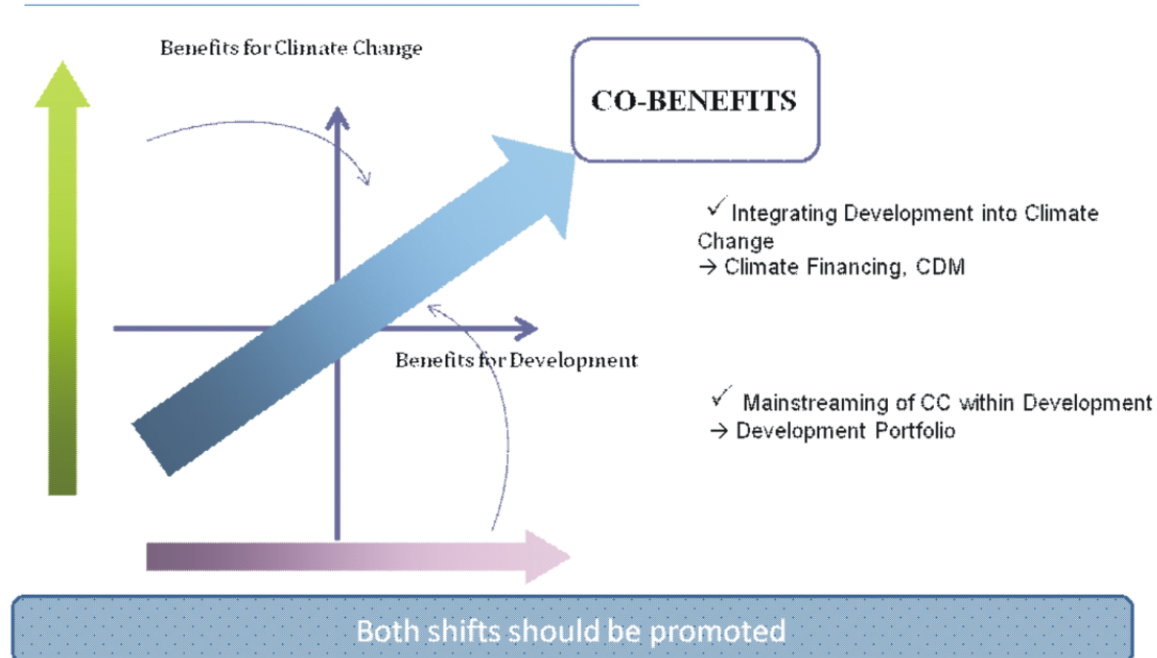 Benefits for Climate Change
CO-BENEFITS
✓ Integrating Development into Climate
Change
→ Climate Financing, CDM
Benefits for Development
✓ Mainstreaming of CC within Development
→ Development Portfolio
Both shifts should be promoted